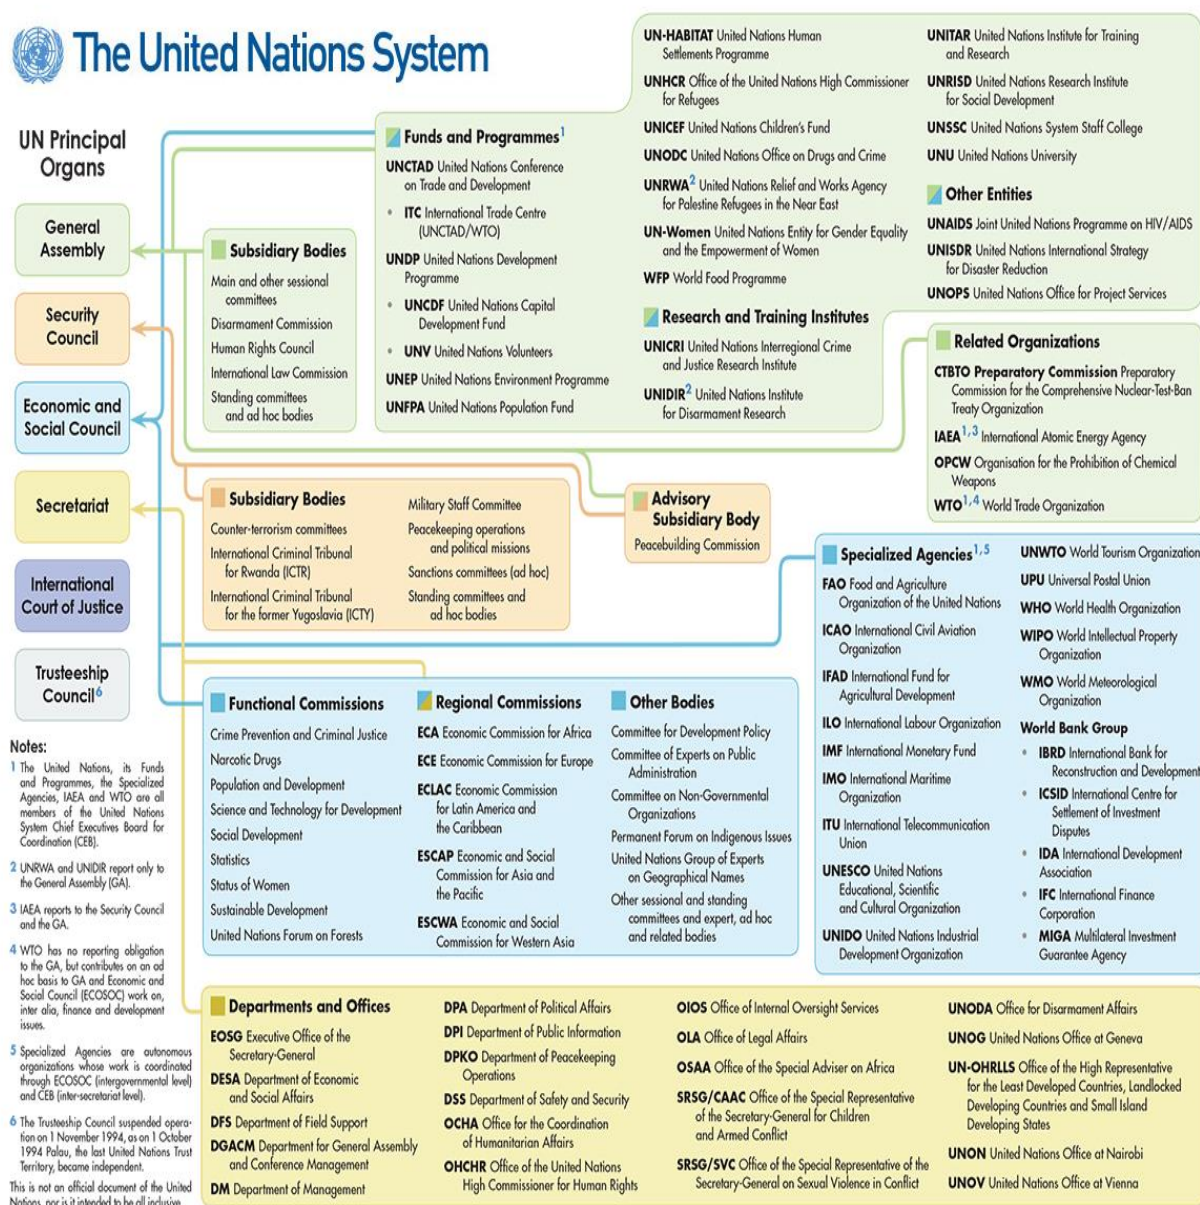 The United Nations System
UN Principal
Organs
General
Assembly
Security
Council
Economic and
Social Council
Secretariat
International
Court of Justice
Trusteeship
Council6
Notes:
1 The United Nations, its Funds
and Programmes, the Specialized
Agencies, IAEA and WTO are all
members of the United Nations
System Chief Executives Board for
Coordination (CEB).
2 UNRWA and UNIDIR report only to
the General Assembly (GA).
3 IAEA reports to the Security Council
and the GA.
4 WTO has no reporting obligation
to the GA, but contributes on an ad
hoc basis to GA and Economic and
Social Council (ECOSOC) work on,
inter alia, finance and development
issues.
5 Specialized Agencies are autonomous
organizations whose work is coordinated
through ECOSOC (intergovernmental level)
and CEB (inter-secretariat level).
6 The Trusteeship Council suspended opera-
tion on 1 November 1994, as on 1 October
1994 Palau, the last United Nations Trust
Territory, became independent.
This is not an official document of the United
Nations, nor is it intended to be all inclusive.
Subsidiary Bodies
Main and other sessional
committees
Disarmament Commission
Human Rights Council
International Law Commission
Standing committees
and ad hoc bodies
Funds and Programmes1
UNCTAD United Nations Conference
on Trade and Development
• ITC International Trade Centre
(UNCTAD/WTO)
UNDP United Nations Development
Programme
• UNCDF United Nations Capital
Development Fund
• UNV United Nations Volunteers
UNEP United Nations Environment Programme
UNFPA United Nations Population Fund
UN-HABITAT United Nations Human
Settlements Programme
UNHCR Office of the United Nations High Commissioner
for Refugees
UNICEF United Nations Children's Fund
UNODC United Nations Office on Drugs and Crime
UNRWA2 United Nations Relief and Works Agency
for Palestine Refugees in the Near East
UN-Women United Nations Entity for Gender Equality
and the Empowerment of Women
WFP World Food Programme
Research and Training Institutes
UNICRI United Nations Interregional Crime
and Justice Research Institute
UNIDIR2 United Nations Institute
for Disarmament Research
UNITAR United Nations Institute for Training
and Research
UNRISD United Nations Research Institute
for Social Development
UNSSC United Nations System Staff College
UNU United Nations University
Other Entities
UNAIDS Joint United Nations Programme on HIV/AIDS
UNISDR United Nations International Strategy
for Disaster Reduction
UNOPS United Nations Office for Project Services
Related Organizations
CTBTO Preparatory Commission Preparatory
Commission for the Comprehensive Nuclear-Test-Ban
Treaty Organization
IAEA1,3 International Atomic Energy Agency
OPCW Organisation for the Prohibition of Chemical
Weapons
WTO1,4 World Trade Organization
Subsidiary Bodies
Counter-terrorism committees
International Criminal Tribunal
for Rwanda (ICTR)
International Criminal Tribunal
for the former Yugoslavia (ICTY)
Military Staff Committee
Peacekeeping operations
and political missions
Sanctions committees (ad hoc)
Standing committees and
ad hoc bodies
Advisory
Subsidiary Body
Peacebuilding Commission
Specialized Agencies1,5
FAO Food and Agriculture
Organization of the United Nations
ICAO International Civil Aviation
Organization
IFAD International Fund for
Agricultural Development
ILO International Labour Organization
IMF International Monetary Fund
IMO International Maritime
Organization
ITU International Telecommunication
Union
UNESCO United Nations
Educational, Scientific
and Cultural Organization
UNIDO United Nations Industrial
Development Organization
UNWTO World Tourism Organization
UPU Universal Postal Union
WHO World Health Organization
WIPO World Intellectual Property
Organization
WMO World Meteorological
Organization
World Bank Group
• IBRD International Bank for
Reconstruction and Development
• ICSID International Centre for
Settlement of Investment
Disputes
• IDA International Development
Association
• IFC International Finance
Corporation
• MIGA Multilateral Investment
Guarantee Agency
Functional Commissions
Crime Prevention and Criminal Justice
Narcotic Drugs
Population and Development
Science and Technology for Development
Social Development
Statistics
Status of Women
Sustainable Development
United Nations Forum on Forests
Regional Commissions
ECA Economic Commission for Africa
ECE Economic Commission for Europe
ECLAC Economic Commission
for Latin America and
the Caribbean
ESCAP Economic and Social
Commission for Asia and
the Pacific
ESCWA Economic and Social
Commission for Western Asia
Other Bodies
Committee for Development Policy
Committee of Experts on Public
Administration
Committee on Non-Governmental
Organizations
Permanent Forum on Indigenous Issues
United Nations Group of Experts
on Geographical Names
Other sessional and standing
committees and expert, ad hoc
and related bodies
Departments and Offices
EOSG Executive Office of the
Secretary-General
DESA Department of Economic
and Social Affairs
DFS Department of Field Support
DGACM Department for General Assembly
and Conference Management
DM Department of Management
DPA Department of Political Affairs
DPI Department of Public Information
DPKO Department of Peacekeeping
Operations
DSS Department of Safety and Security
OCHA Office for the Coordination
of Humanitarian Affairs
OHCHR Office of the United Nations
High Commissioner for Human Rights
OIOS Office of Internal Oversight Services
OLA Office of Legal Affairs
OSAA Office of the Special Adviser on Africa
SRSG/CAAC Office of the Special Representative
of the Secretary-General for Children
and Armed Conflict
SRSG/SVC Office of the Special Representative of the
Secretary-General on Sexual Violence in Conflict
UNODA Office for Disarmament Affairs
UNOG United Nations Office at Geneva
UN-OHRLLS Office of the High Representative
for the Least Developed Countries, Landlocked
Developing Countries and Small Island
Developing States
UNON United Nations Office at Nairobi
UNOV United Nations Office at Vienna